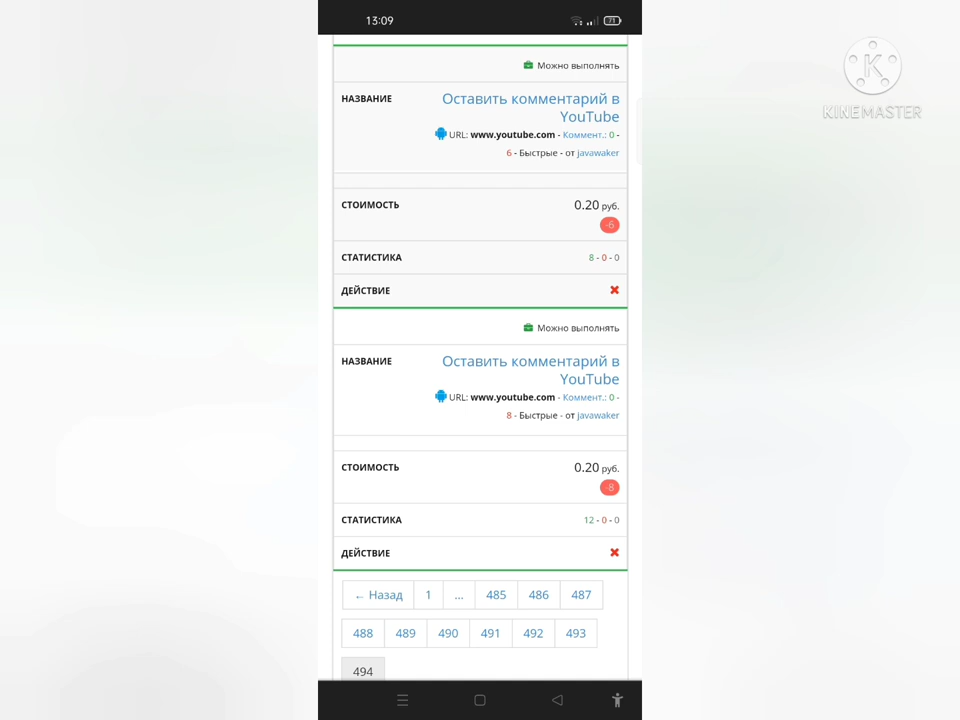 13:09
71
KINEMASTER
Можно выполнять
НАЗВАНИЕ
Оставить комментарий в
YouTube
URL: www.youtube.com - Коммент.: 0 -
6 - Быстрые - от javawaker
СТОИМОСТЬ
0.20 руб.
-6
СТАТИСТИКА
8 - 0 - 0
ДЕЙСТВИЕ
Можно выполнять
НАЗВАНИЕ
Оставить комментарий в
YouTube
URL: www.youtube.com - Коммент.: 0 -
8 - Быстрые - от javawaker
СТОИМОСТЬ
0.20 руб.
-8
СТАТИСТИКА
12 - 0 - 0
ДЕЙСТВИЕ
← Назад 1 ... 485 486 487
488 489 490 491 492 493
494